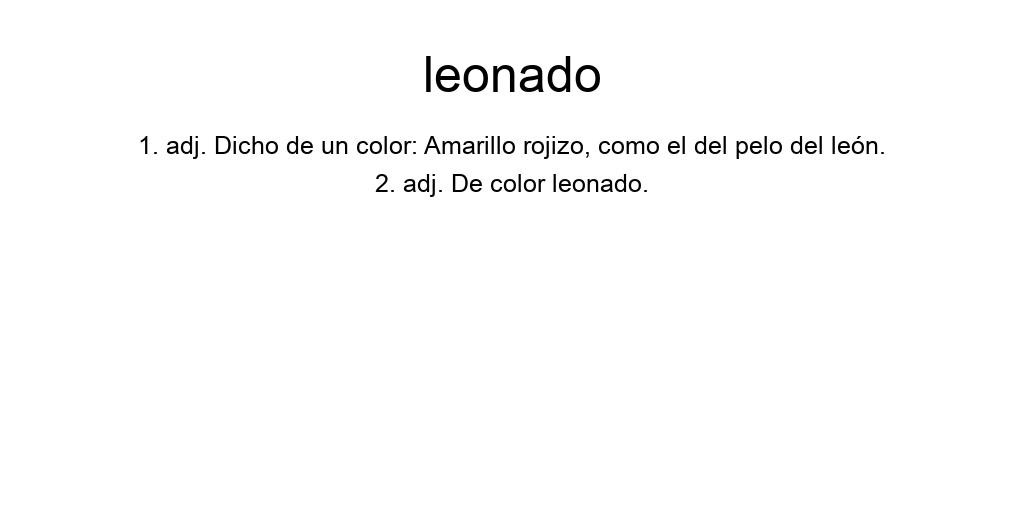 leonado
1. adj. Dicho de un color: Amarillo rojizo, como el del pelo del león.
2. adj. De color leonado.